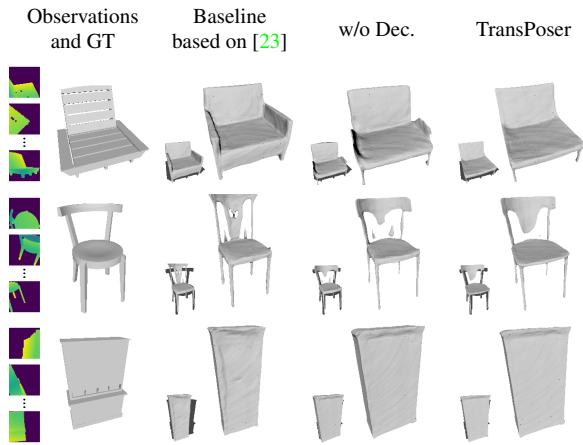 Observations
and GT
Baseline
based on [23]
w/o Dec.
TransPoser